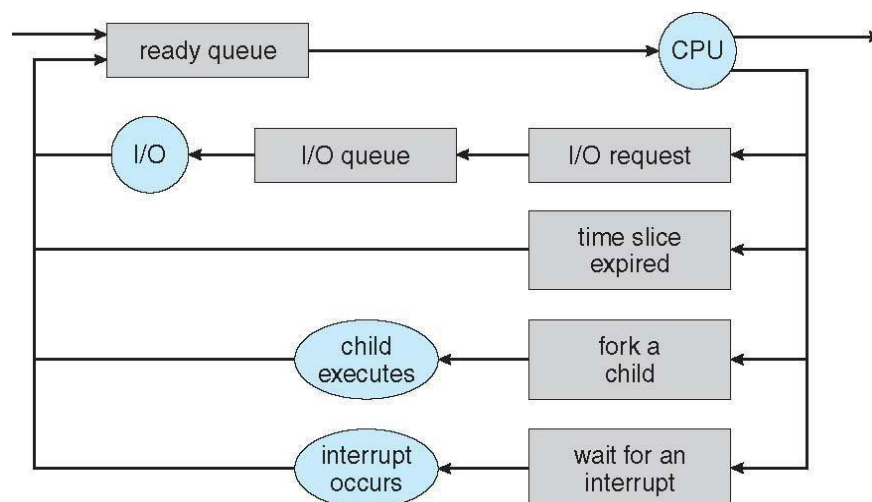 ready queue
CPU
I/O
I/O queue
I/O request
time slice
expired
child
executes
fork a
child
interrupt
occurs
wait for an
interrupt